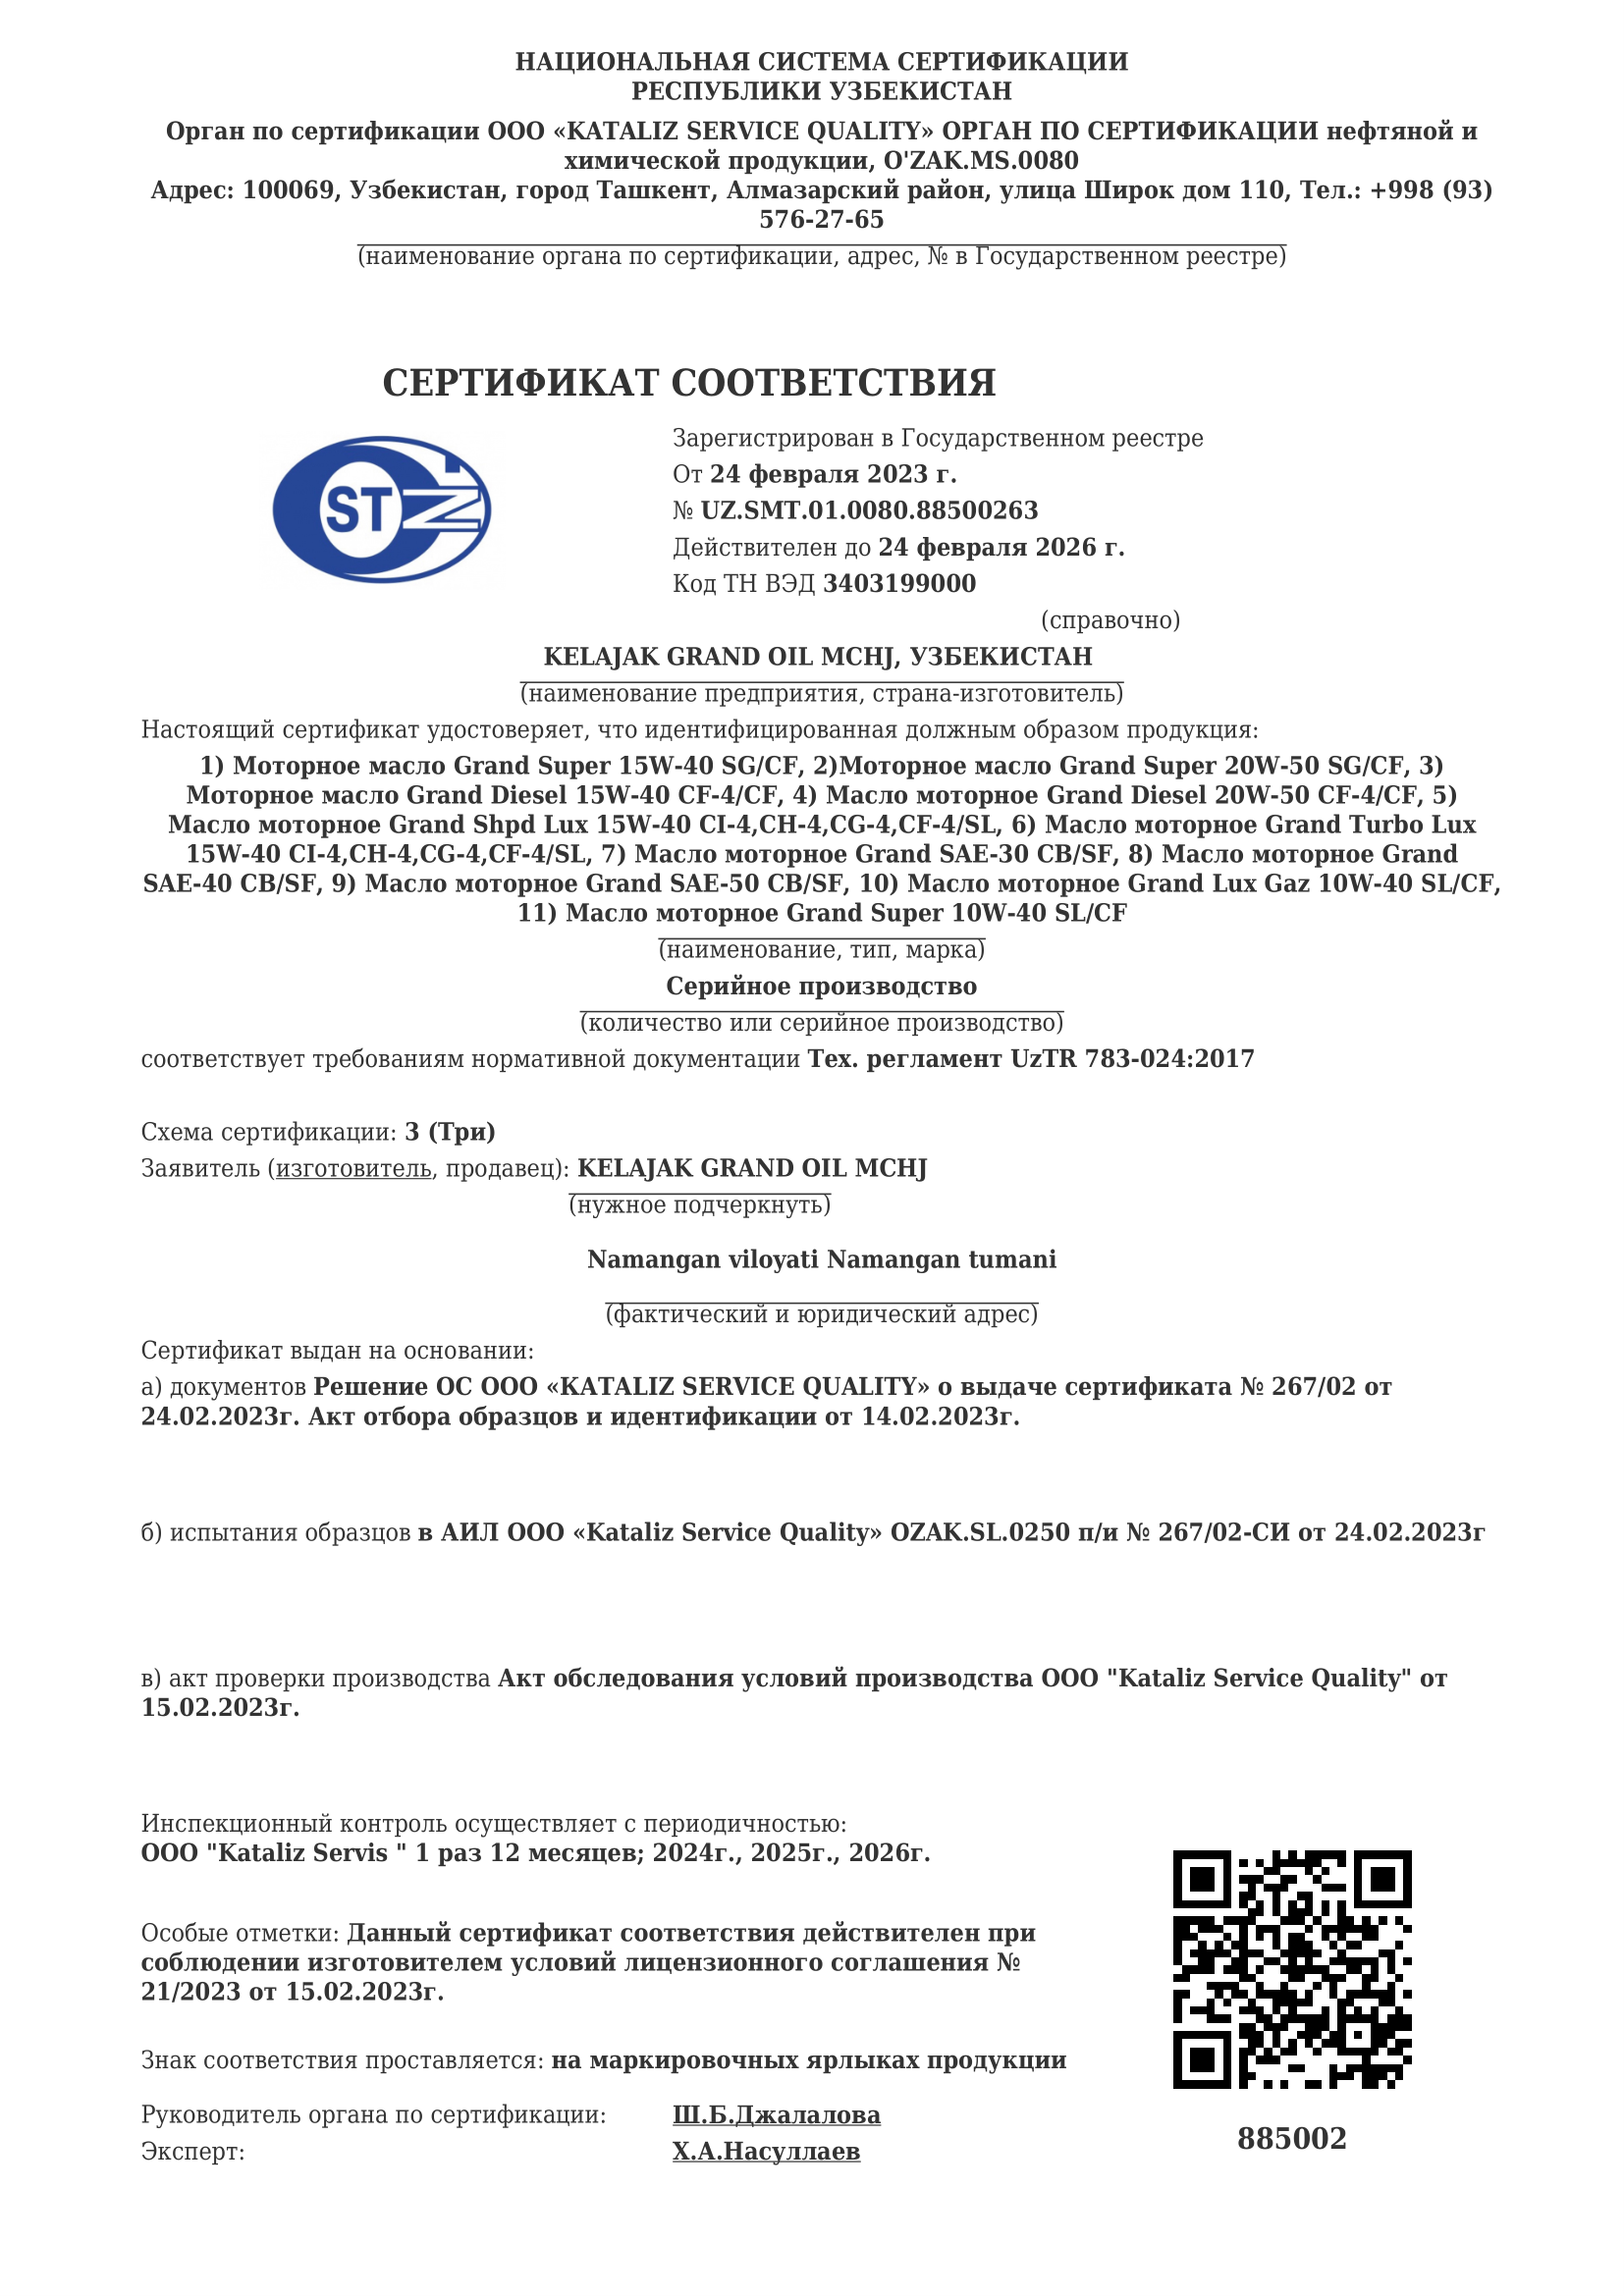 НАЦИОНАЛЬНАЯ СИСТЕМА СЕРТИФИКАЦИИ
РЕСПУБЛИКИ УЗБЕКИСТАН
Орган по сертификации ООО «KATALIZ SERVICE QUALITY» ОРГАН ПО СЕРТИФИКАЦИИ нефтяной и
химической продукции, O'ZAK.MS.0080
Адрес: 100069, Узбекистан, город Ташкент, Алмазарский район, улица Широк дом 110, Тел.: +998 (93)
576-27-65
(наименование органа по сертификации, адрес, № в Государственном реестре)
СЕРТИФИКАТ СООТВЕТСТВИЯ
ST
Зарегистрирован в Государственном реестре
От 24 февраля 2023 г.
№ UZ.SMT.01.0080.88500263
Действителен до 24 февраля 2026 г.
Код ТН ВЭД 3403199000
(справочно)
KELAJAK GRAND OIL MCHJ, УЗБЕКИСТАН
(наименование предприятия, страна-изготовитель)
Настоящий сертификат удостоверяет, что идентифицированная должным образом продукция:
1) Моторное масло Grand Super 15W-40 SG/CF, 2)Моторное масло Grand Super 20W-50 SG/CF, 3)
Моторное масло Grand Diesel 15W-40 CF-4/CF, 4) Масло моторное Grand Diesel 20W-50 CF-4/CF, 5)
Масло моторное Grand Shpd Lux 15W-40 CI-4,CH-4,CG-4,CF-4/SL, 6) Масло моторное Grand Turbo Lux
15W-40 CI-4,CH-4,CG-4,CF-4/SL, 7) Масло моторное Grand SAE-30 CB/SF, 8) Масло моторное Grand
SAE-40 CB/SF, 9) Масло моторное Grand SAE-50 CB/SF, 10) Масло моторное Grand Lux Gaz 10W-40 SL/CF,
11) Масло моторное Grand Super 10W-40 SL/CF
(наименование, тип, марка)
Серийное производство
(количество или серийное производство)
соответствует требованиям нормативной документации Тех. регламент UzTR 783-024:2017
Схема сертификации: 3 (Три)
Заявитель (изготовитель, продавец): KELAJAK GRAND OIL MCHJ
(нужное подчеркнуть)
Namangan viloyati Namangan tumani
(фактический и юридический адрес)
Сертификат выдан на основании:
а) документов Решение ОС ООО «KATALIZ SERVICE QUALITY» о выдаче сертификата № 267/02 от
24.02.2023г. Акт отбора образцов и идентификации от 14.02.2023г.
б) испытания образцов в АИЛ ООО «Kataliz Service Quality» OZAK.SL.0250 п/и № 267/02-СИ от 24.02.2023г
в) акт проверки производства Акт обследования условий производства ООО "Kataliz Service Quality" от
15.02.2023г.
Инспекционный контроль осуществляет с периодичностью:
ООО "Kataliz Servis " 1 раз 12 месяцев; 2024г., 2025г., 2026г.
Особые отметки: Данный сертификат соответствия действителен при
соблюдении изготовителем условий лицензионного соглашения №
21/2023 от 15.02.2023г.
Знак соответствия проставляется: на маркировочных ярлыках продукции
Руководитель органа по сертификации: Ш.Б.Джалалова
Эксперт: Х.А.Насуллаев
885002